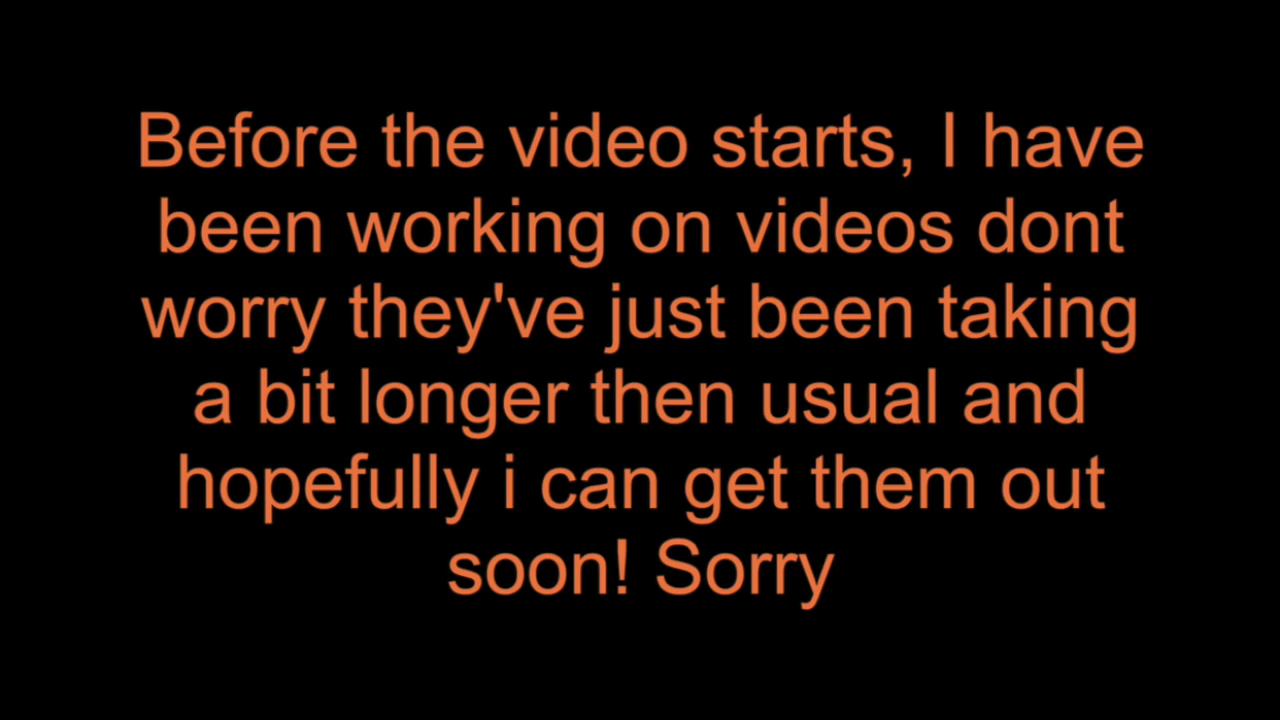 Before the video starts, I have
been working on videos dont
worry they've just been taking
a bit longer then usual and
hopefully i can get them out
soon! Sorry